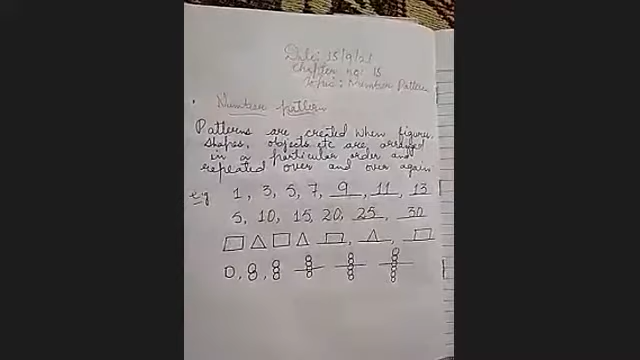 Date: 15/9/21
Chapter no: 15
Topic: Number Pattern
Number pattern
Patterns are created when figure,
shapes, objects, etc are, arranged
in a particular order and
repeated over and over again
eg 1, 3, 5, 7, 9, 11, 13
5, 10, 15, 20, 25, 30